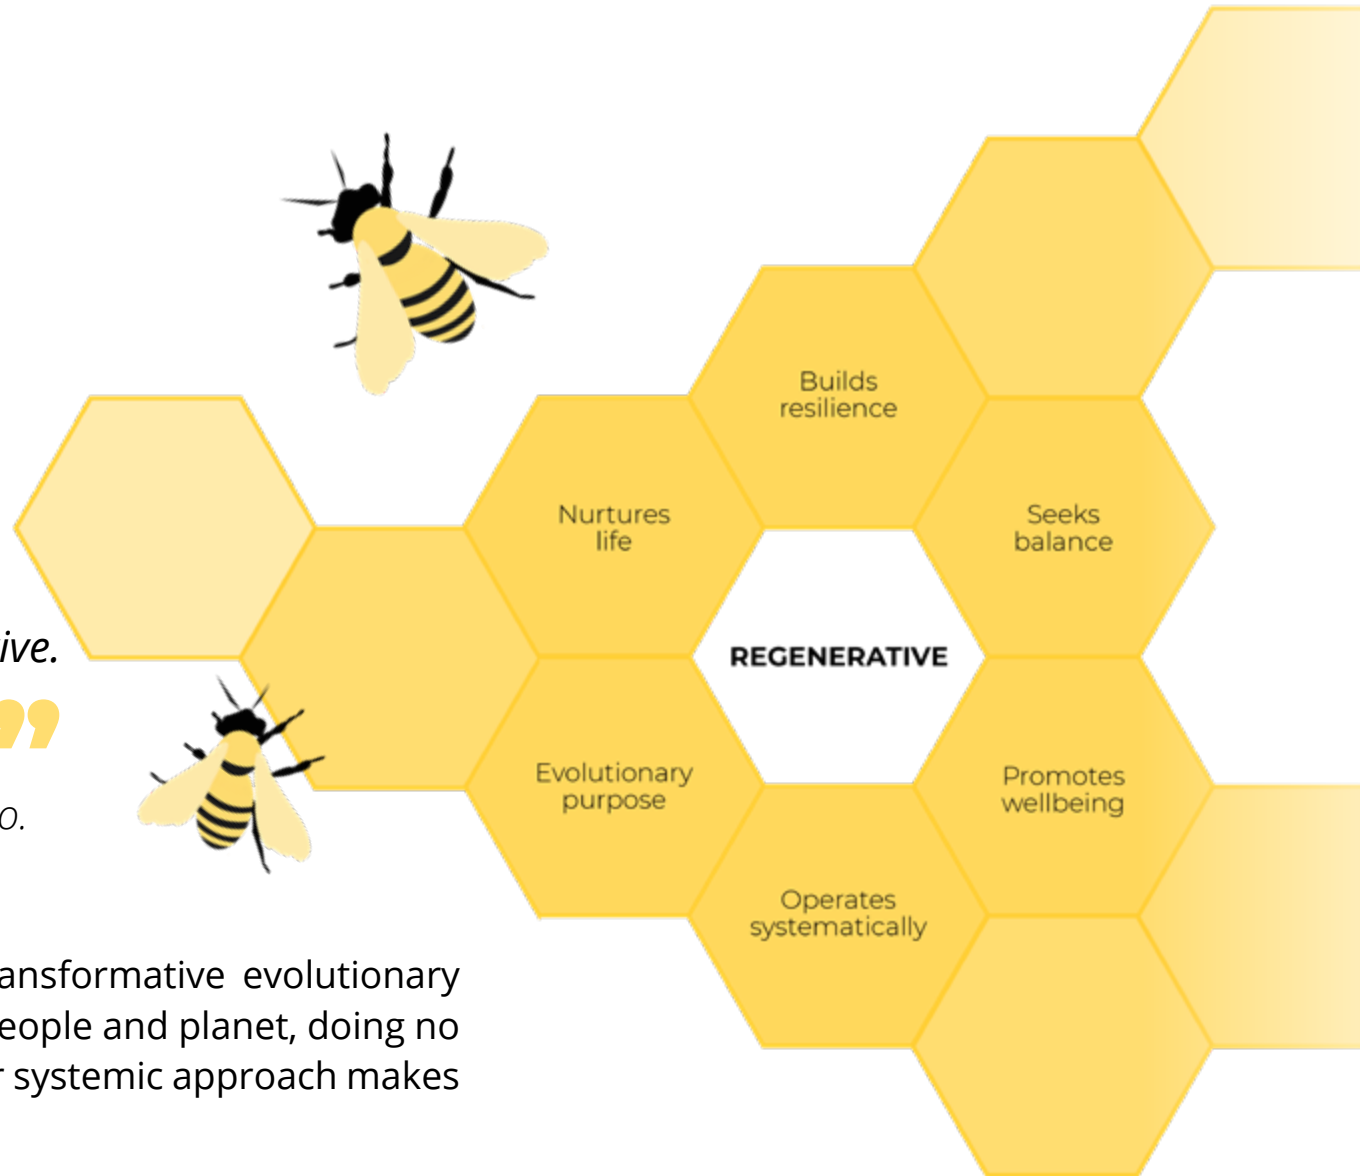 Builds
resilience
Nurtures
life
Seeks
balance
REGENERATIVE
Evolutionary
purpose
Promotes
wellbeing
Operates
systematically
ive.
”
o.
ansformative evolutionary
eople and planet, doing no
r systemic approach makes